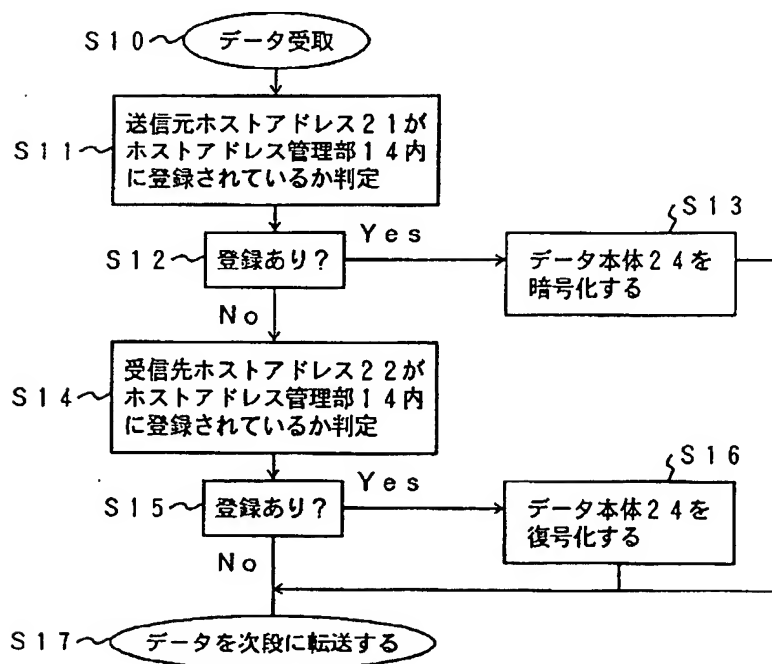 S10 データ受取
送信元ホストアドレス21が
S11 ホストアドレス管理部14内
に登録されているか判定
S12 登録あり? Yes
S13
データ本体24を
暗号化する
No
受信先ホストアドレス22が
S14 ホストアドレス管理部14内
に登録されているか判定
S15 登録あり? Yes
S16
データ本体24を
復号化する
No
S17 データを次段に転送する